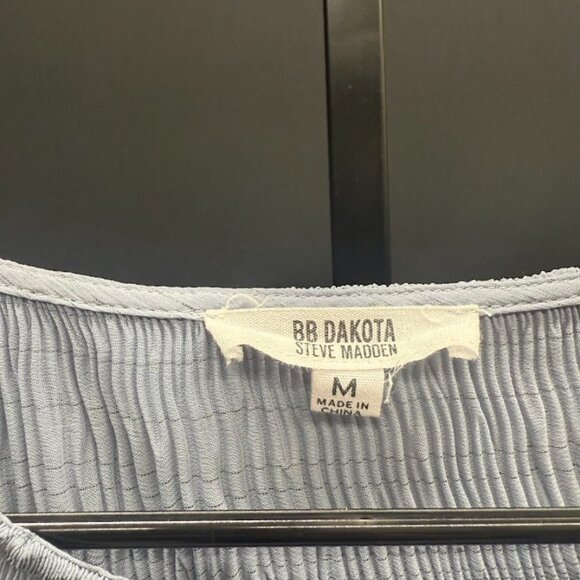 BB DAKOTA
STEVE MADDEN
M
MADE IN
CHINA